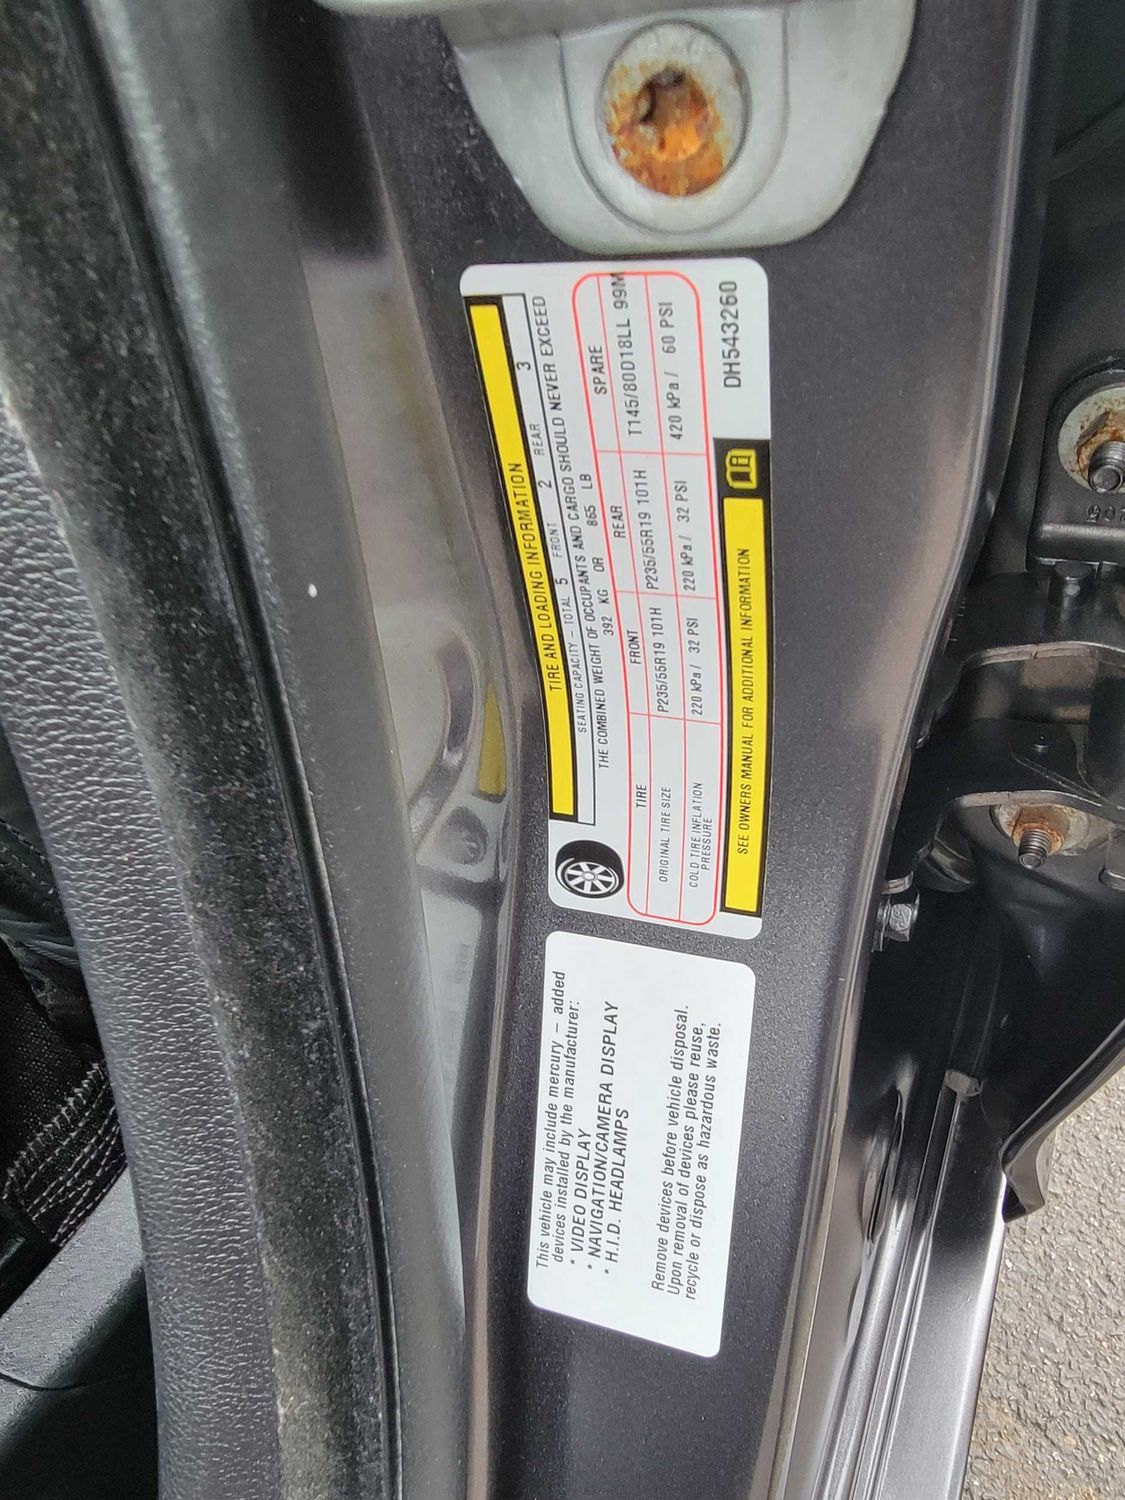 TIRE AND LOADING INFORMATION
SEATING CAPACITY – TOTAL 5 FRONT 2 REAR 3
THE COMBINED WEIGHT OF OCCUPANTS AND CARGO SHOULD NEVER EXCEED
392 KG OR 865 LB
TIRE FRONT REAR SPARE
ORIGINAL TIRE SIZE P235/55R19 101H P235/55R19 101H T145/80D18LL 99M
COLD TIRE INFLATION PRESSURE 220 kPa / 32 PSI 220 kPa / 32 PSI 420 kPa / 60 PSI
SEE OWNERS MANUAL FOR ADDITIONAL INFORMATION
DH543260
This vehicle may include mercury – added
devices installed by the manufacturer:
* VIDEO DISPLAY
* NAVIGATION/CAMERA DISPLAY
* H.I.D. HEADLAMPS
Remove devices before vehicle disposal.
Upon removal of devices please reuse,
recycle or dispose as hazardous waste.